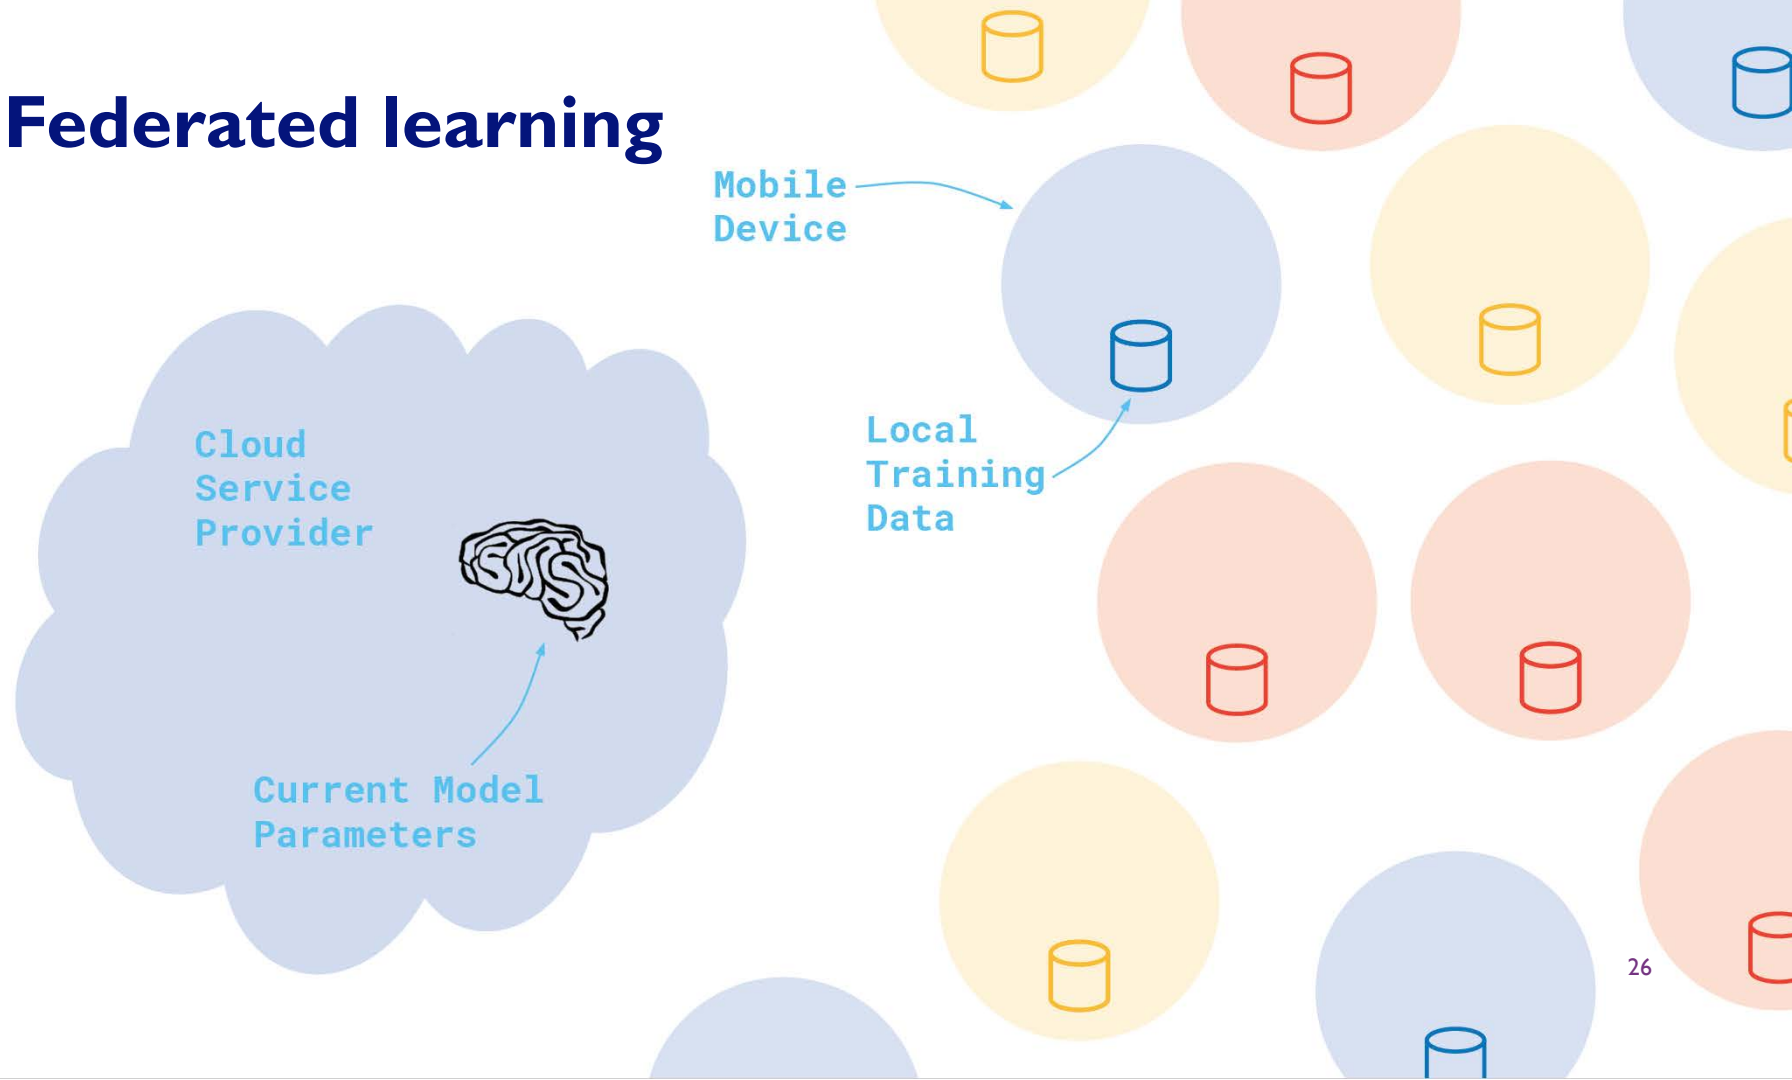 Federated learning
Mobile
Device
Local
Training
Data
Cloud
Service
Provider
Current Model
Parameters
26